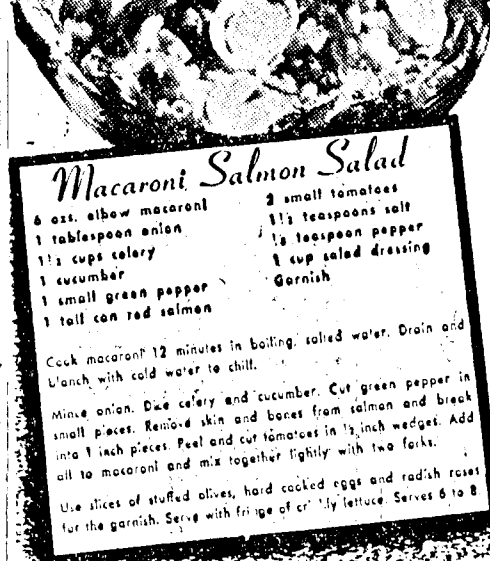 Macaroni Salmon Salad
6 ozs. elbow macaroni
1 tablespoon onion
1½ cups celery
1 cucumber
1 small green pepper
1 tall can red salmon
2 small tomatoes
1½ teaspoons salt
⅛ teaspoon pepper
1 cup salad dressing
Garnish
Cook macaroni 12 minutes in boiling, salted water. Drain and
blanch with cold water to chill.
Mince onion. Dice celery and cucumber. Cut green pepper in
small pieces. Remove skin and bones from salmon and break
into 1 inch pieces. Peel and cut tomatoes in ½ inch wedges. Add
all to macaroni and mix together lightly with two forks.
Use slices of stuffed olives, hard cooked eggs and radish roses
for the garnish. Serve with fringe of lettuce. Serves 6 to 8.